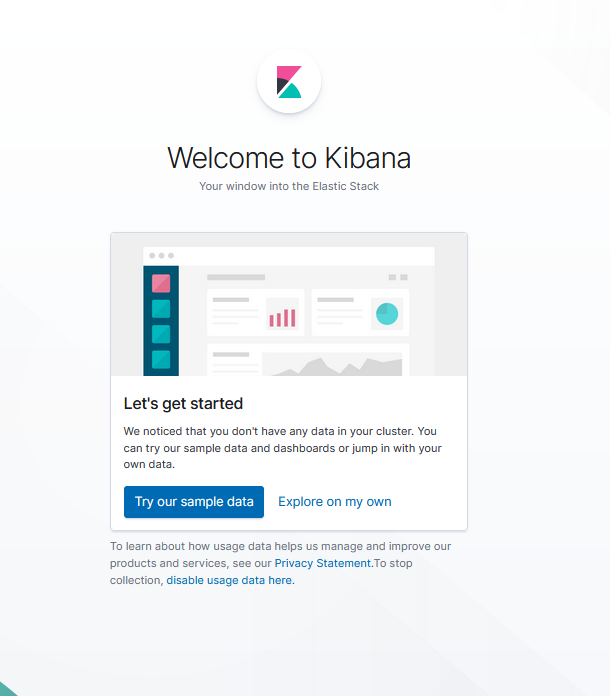 Welcome to Kibana
Your window into the Elastic Stack
Let's get started
We noticed that you don't have any data in your cluster. You
can try our sample data and dashboards or jump in with your
own data.
Try our sample data
Explore on my own
To learn about how usage data helps us manage and improve our
products and services, see our Privacy Statement.To stop
collection, disable usage data here.